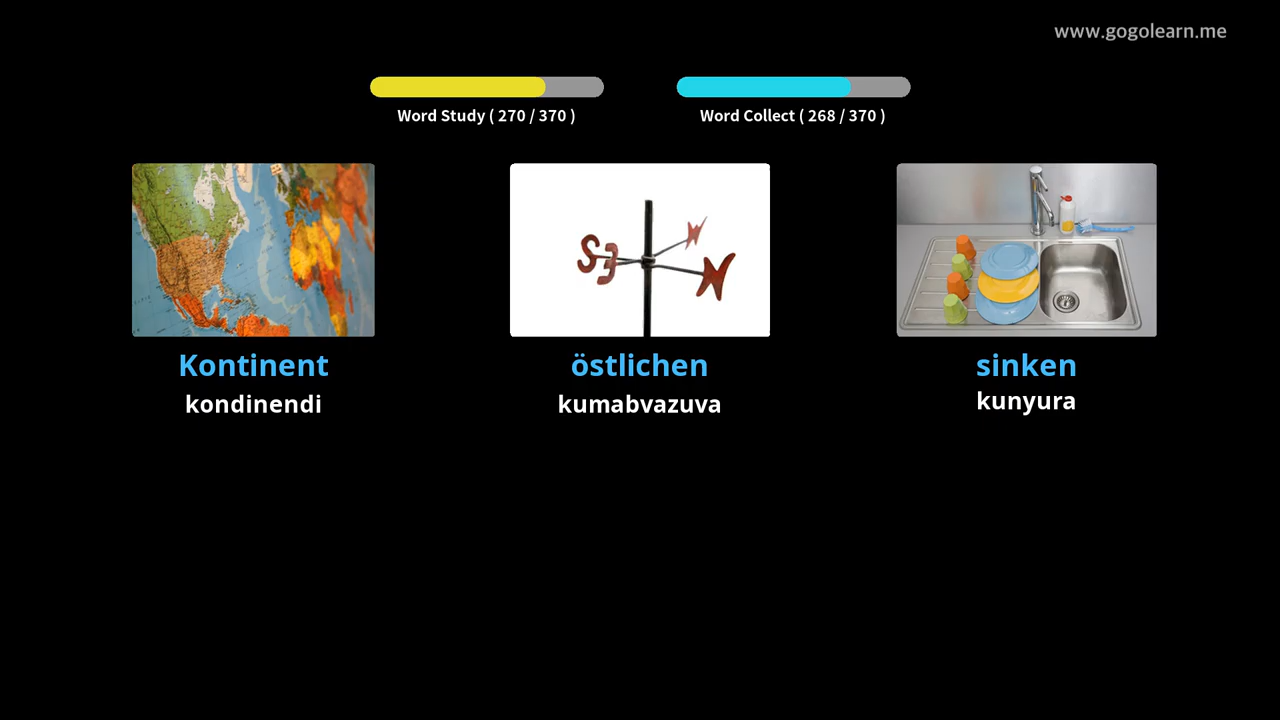 www.gogolearn.me
Word Study ( 270 / 370 )
Word Collect ( 268 / 370 )
Kontinent
kondinendi
östlichen
kumabvazuva
sinken
kunyura